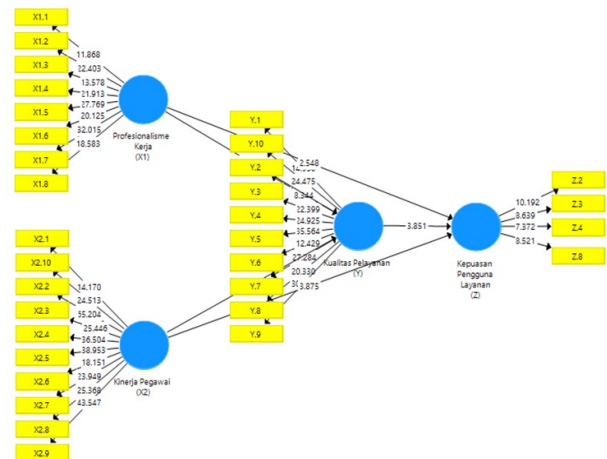 X1.1
X1.2
X1.3
X1.4
X1.5
X1.6
X1.7
X1.8
11.868
22.403
13.578
21.913
27.769
20.125
32.015
18.583
Profesionalisme
Kerja
(X1)
Y.1
Y.10
Y.2
Y.3
Y.4
Y.5
Y.6
Y.7
Y.8
Y.9
2.548
24.475
8.344
22.399
24.925
35.564
12.429
27.284
20.330
3.875
Kualitas Pelayanan
(Y)
3.851
Kepuasan
Pengguna
Layanan
(Z)
10.192
8.639
7.372
8.521
Z.2
Z.3
Z.4
Z.8
X2.1
X2.10
X2.2
X2.3
X2.4
X2.5
X2.6
X2.7
X2.8
X2.9
14.170
24.513
35.204
25.446
36.504
38.953
18.151
23.949
25.368
43.547
Kinerja Pegawai
(X2)